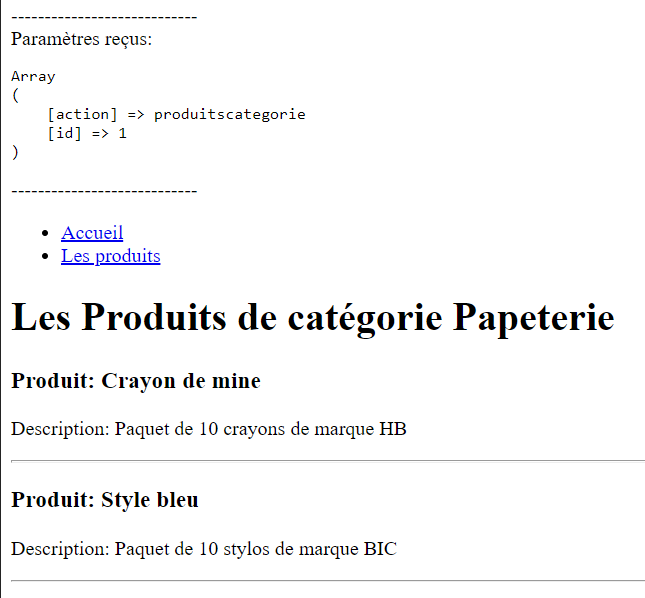 ----------------------------
Paramètres reçus:
Array
(
    [action] => produitscategorie
    [id] => 1
)
----------------------------
Accueil
Les produits
Les Produits de catégorie Papeterie
Produit: Crayon de mine
Description: Paquet de 10 crayons de marque HB
Produit: Style bleu
Description: Paquet de 10 stylos de marque BIC